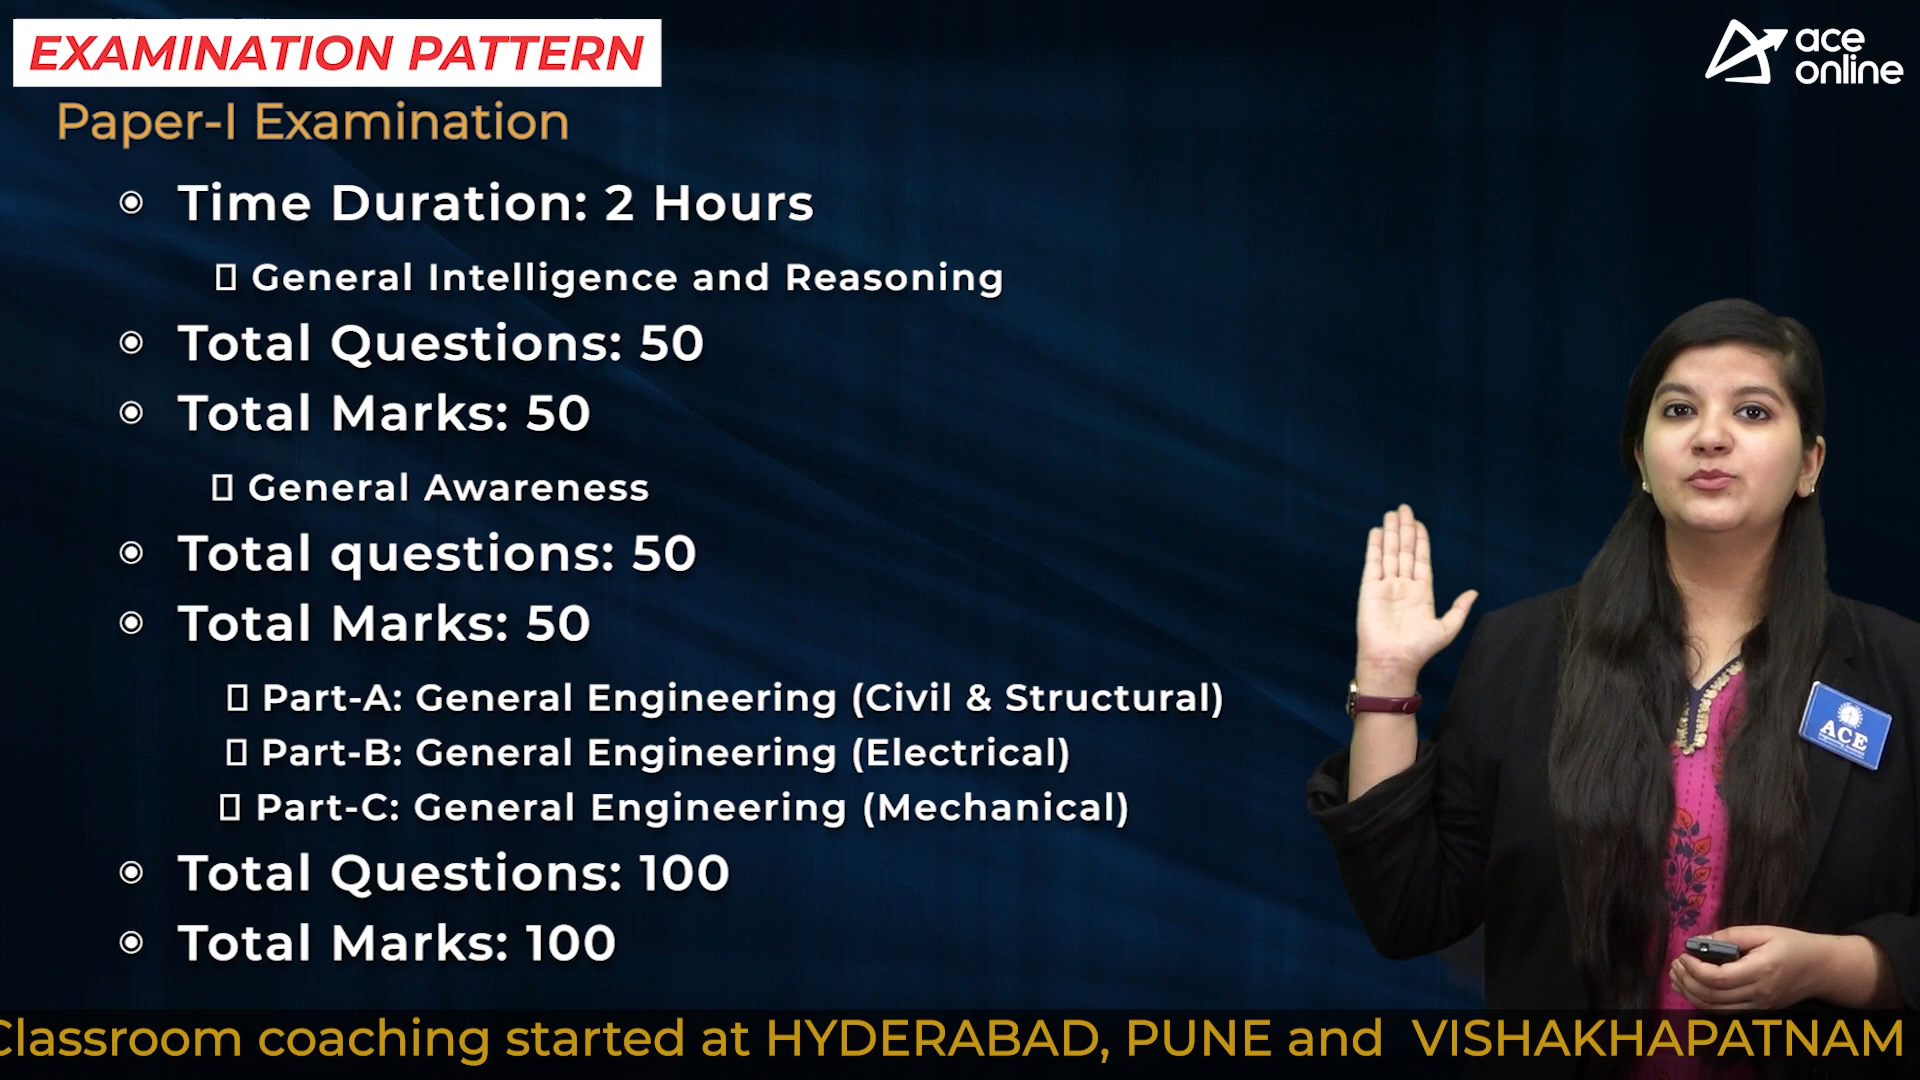 EXAMINATION PATTERN
ace
online
Paper-I Examination
Time Duration: 2 Hours
General Intelligence and Reasoning
Total Questions: 50
Total Marks: 50
General Awareness
Total questions: 50
Total Marks: 50
Part-A: General Engineering (Civil & Structural)
Part-B: General Engineering (Electrical)
Part-C: General Engineering (Mechanical)
Total Questions: 100
Total Marks: 100
ACE
Classroom coaching started at HYDERABAD, PUNE and VISHAKHAPATNAM